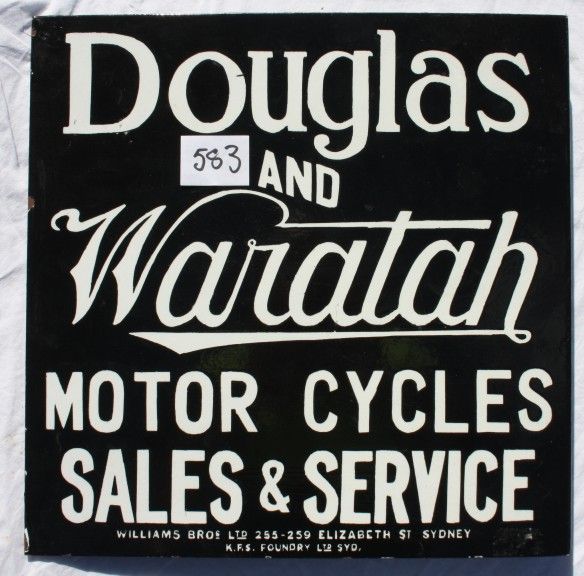 Douglas
583
AND
Waratah
MOTOR CYCLES
SALES & SERVICE
WILLIAMS BROS LTD 255-259 ELIZABETH ST SYDNEY
K.F.S. FOUNDRY LTD SYD.